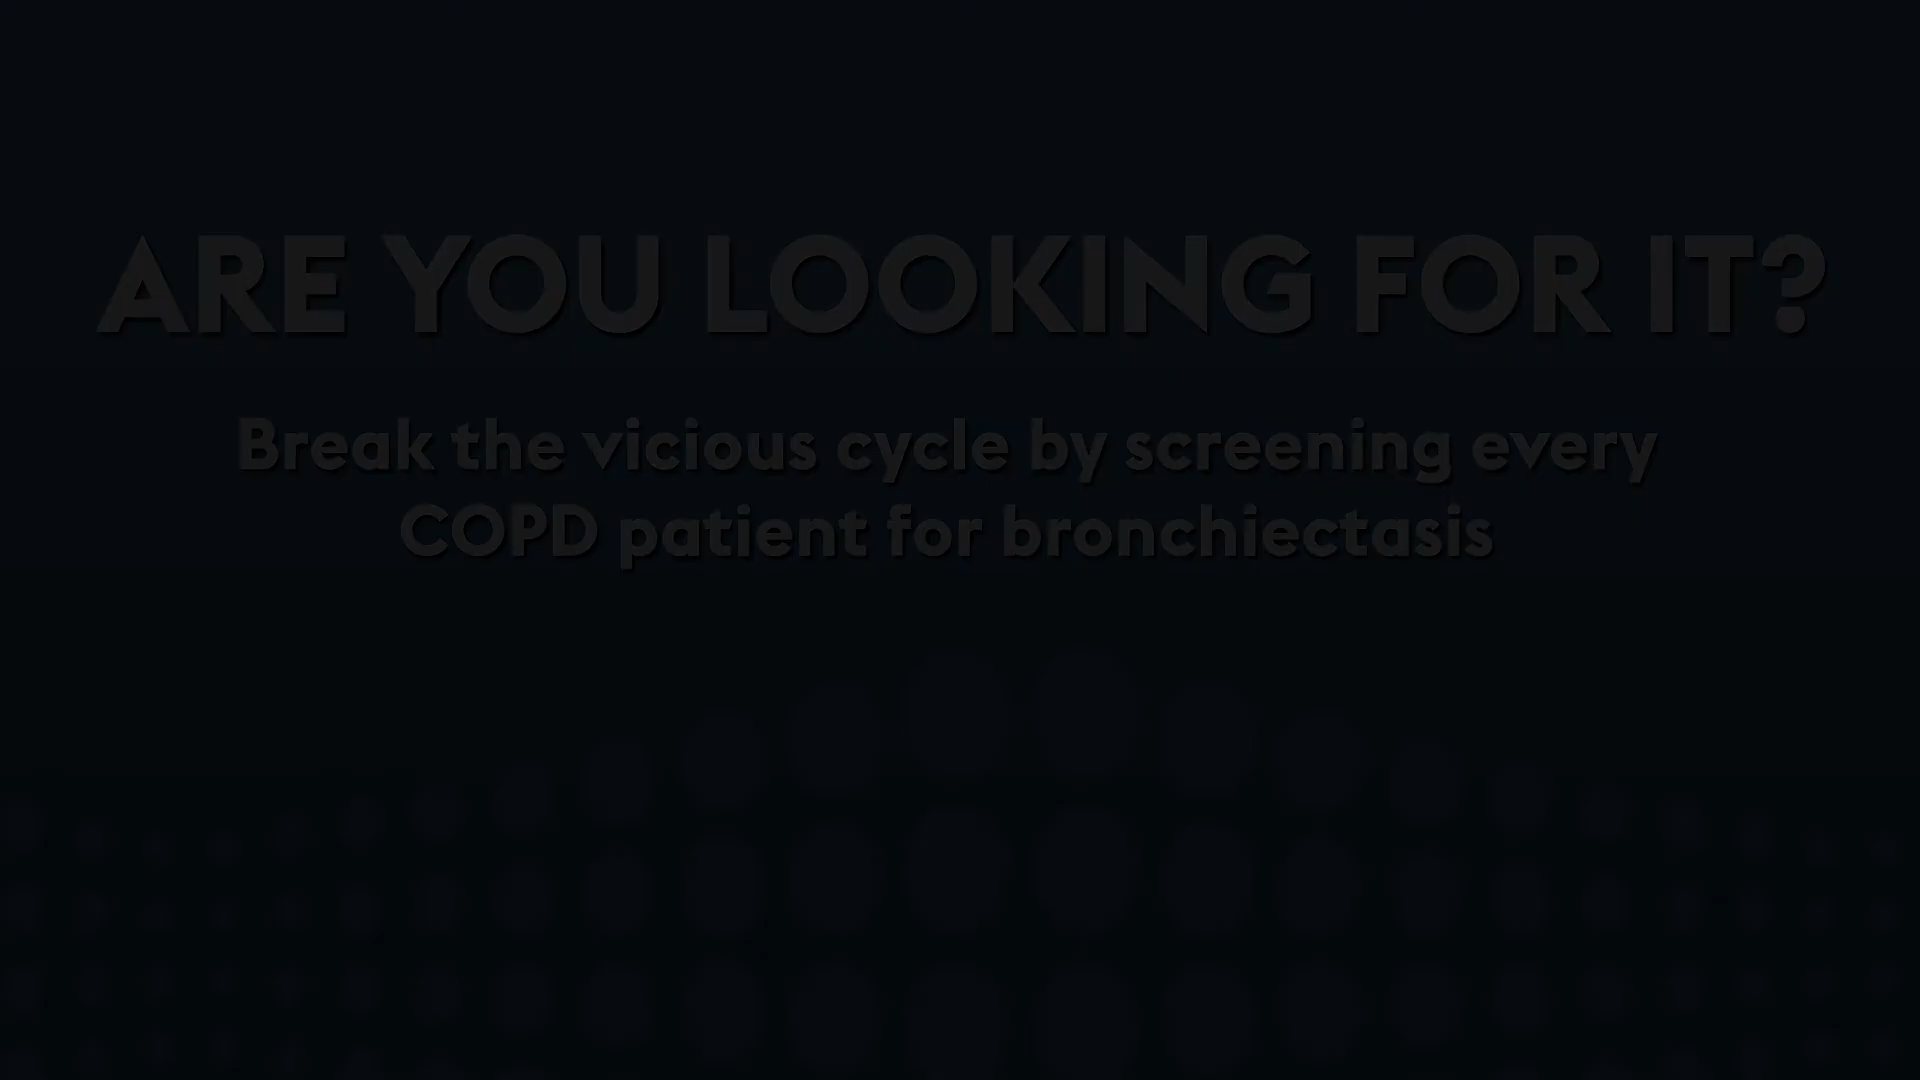 ARE YOU LOOKING FOR IT?
Break the vicious cycle by screening every
COPD patient for bronchiectasis